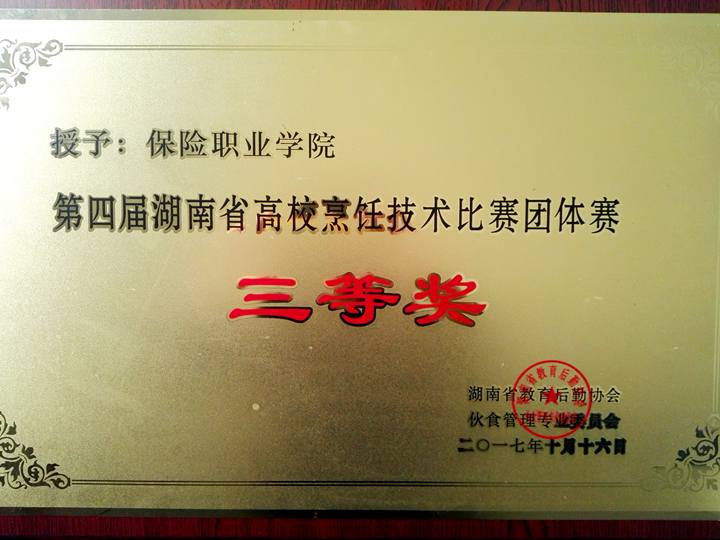 授予：保险职业学院
第四届湖南省高校烹饪技术比赛团体赛
三等奖
湖南省教育后勤协会
伙食管理专业委员会
二〇一七年十月十六日